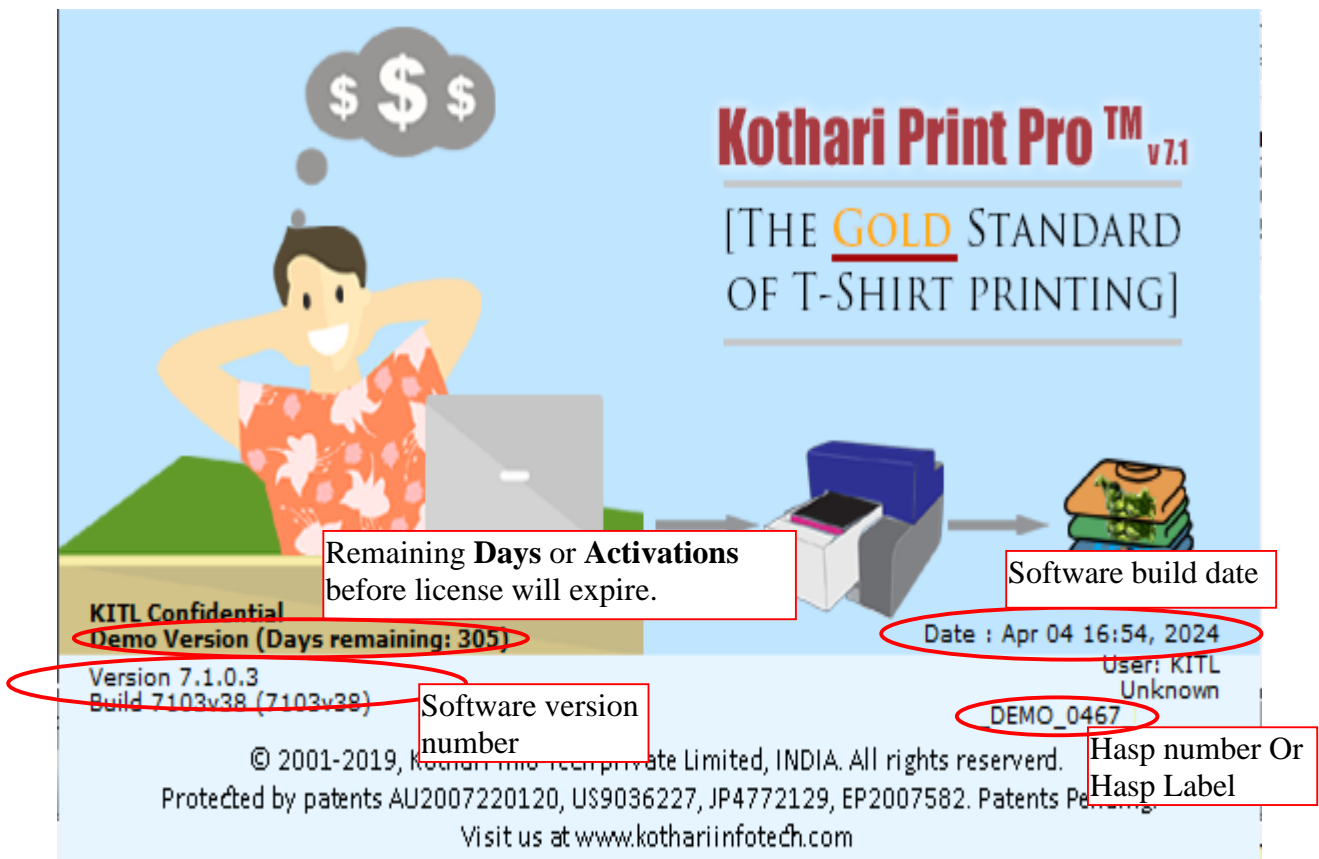 $ $ $
Kothari Print Pro ™ v 7.1
[THE GOLD STANDARD
OF T-SHIRT PRINTING]
Remaining Days or Activations
before license will expire.
Software build date
KITL Confidential
Demo Version (Days remaining: 305)
Date : Apr 04 16:54, 2024
Version 7.1.0.3
Build 7103v38 (7103v38)
User: KITL
Unknown
_DEMO_0467
Software version
number
Hasp number Or
Hasp Label
© 2001-2019, Kothari Info Tech private Limited, INDIA. All rights reserverd.
Protected by patents AU2007220120, US9036227, JP4772129, EP2007582. Patents Pending.
Visit us at www.kothariinfotech.com